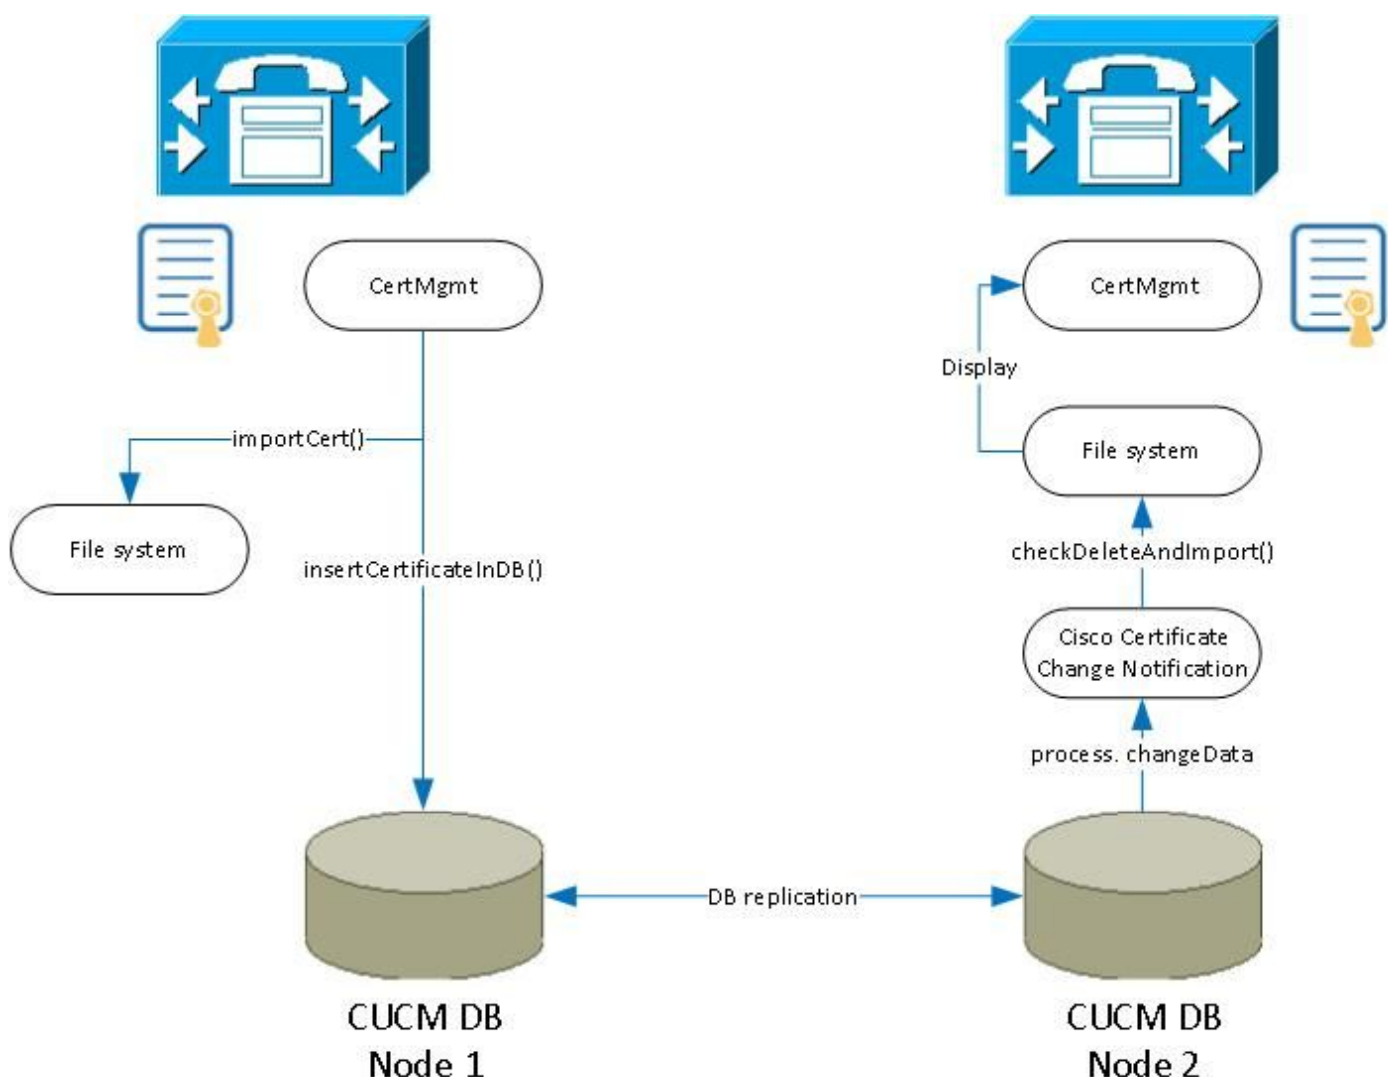 CertMgmt
CertMgmt
Display
importCert()
File system
File system
checkDeleteAndImport()
insertCertificateInDB()
Cisco Certificate
Change Notification
process. changeData
DB replication
CUCM DB
Node 1
CUCM DB
Node 2